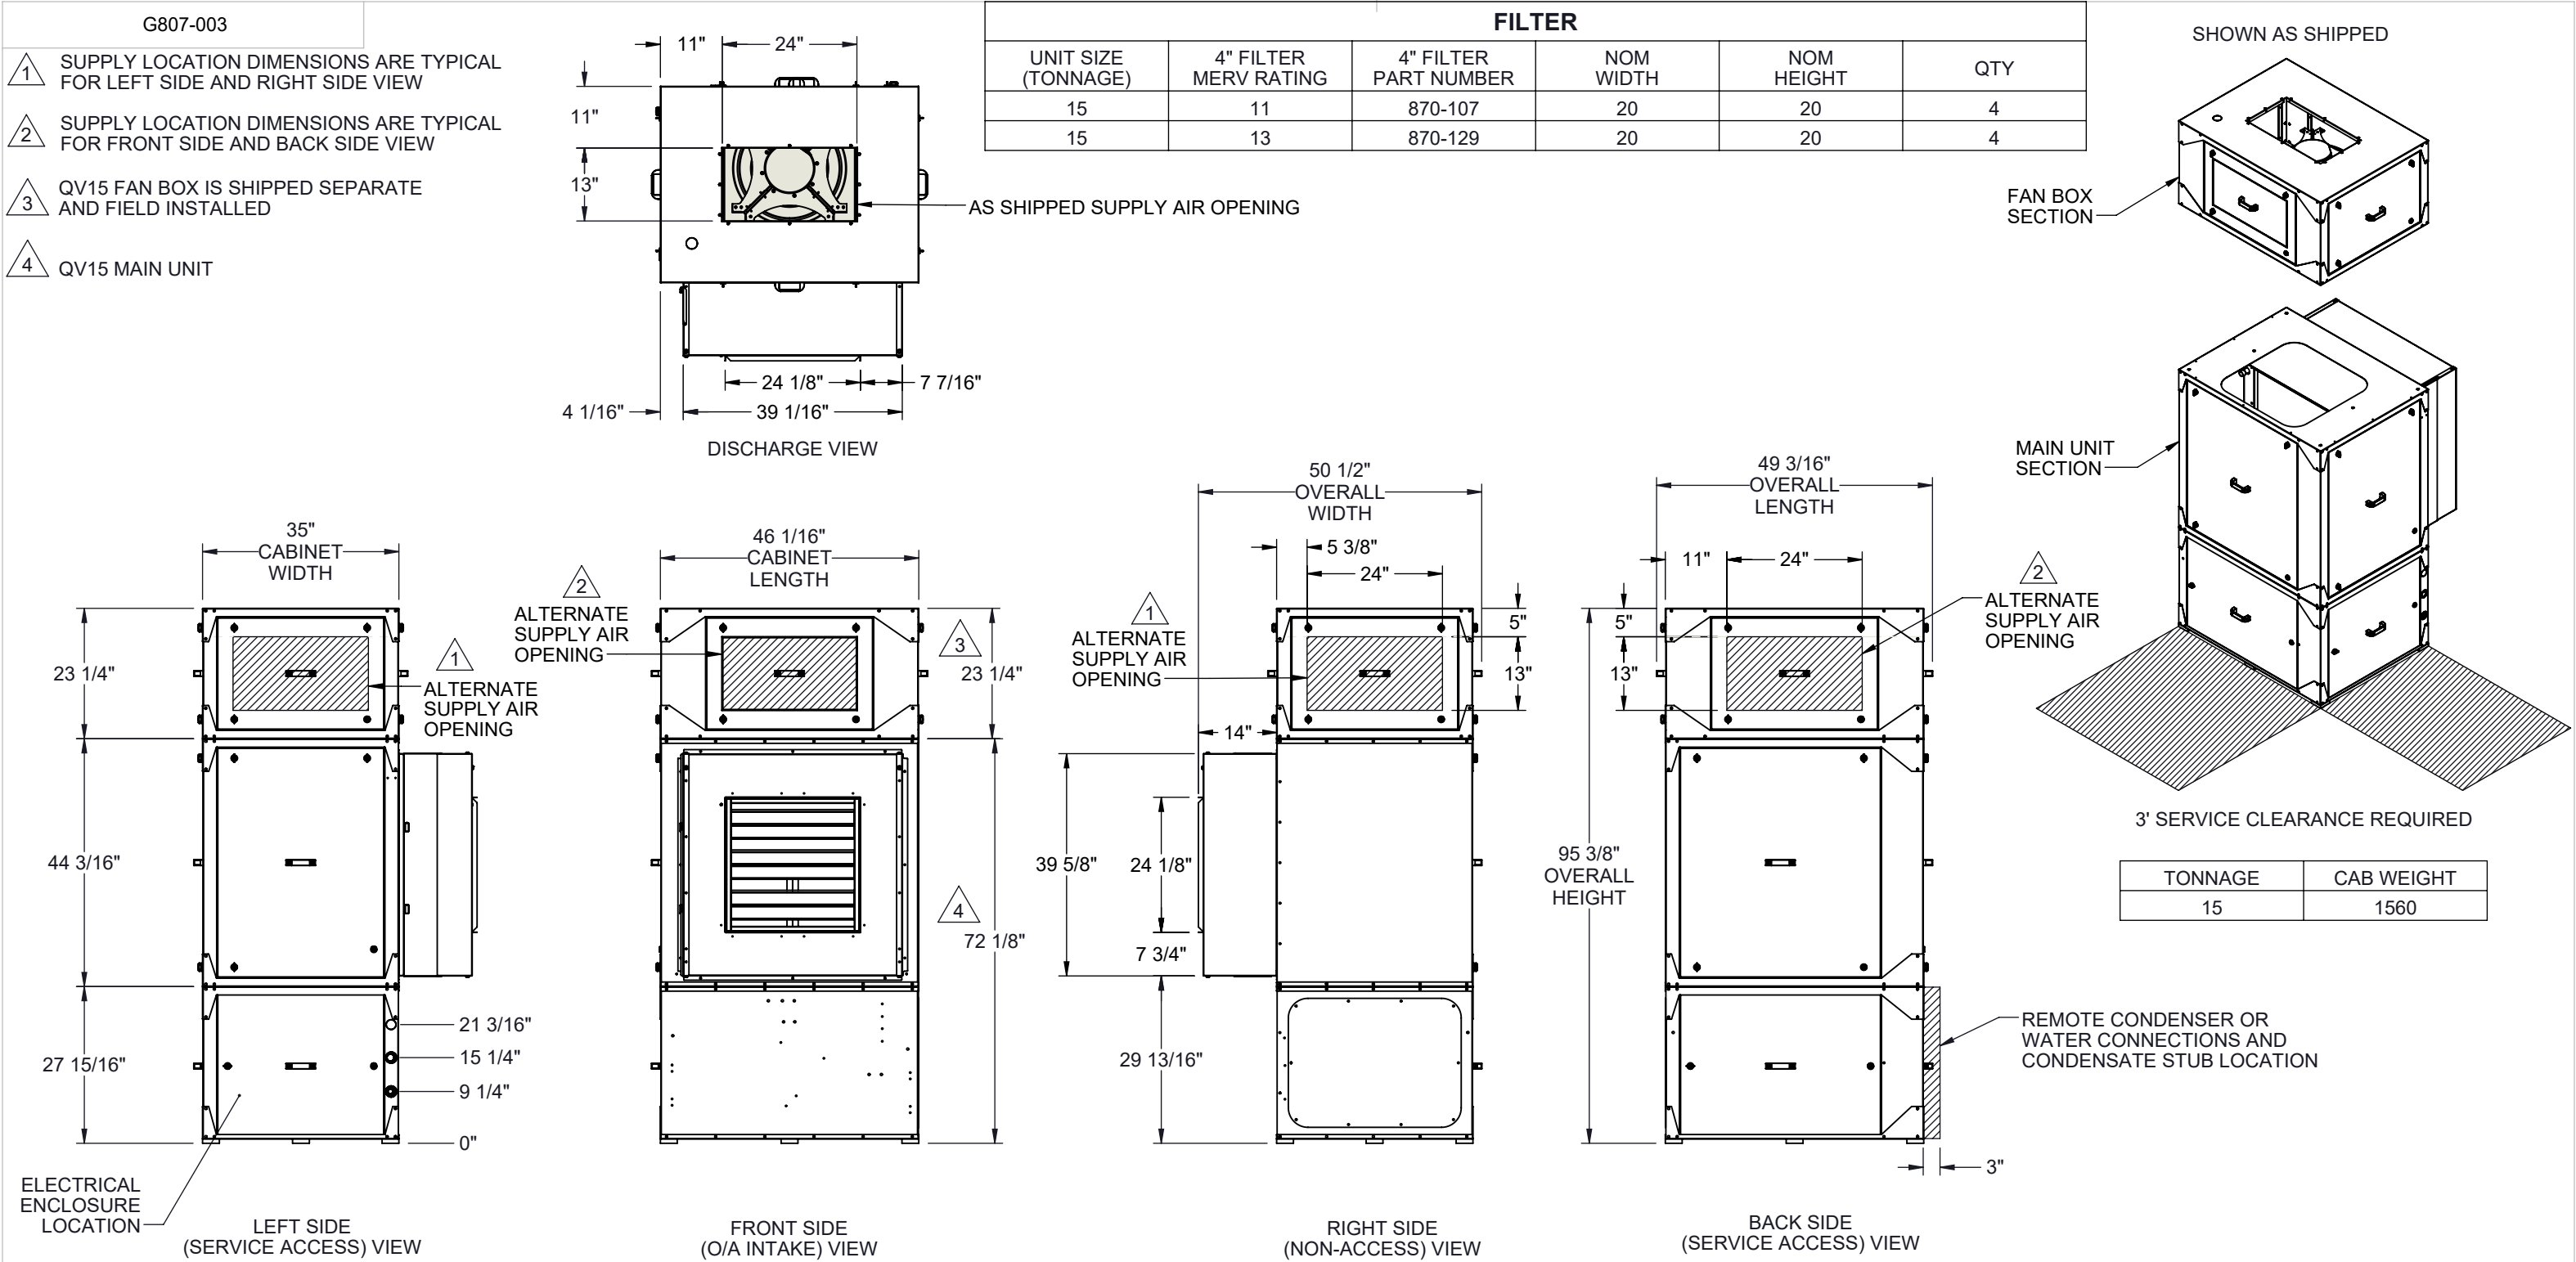 G807-003
1 SUPPLY LOCATION DIMENSIONS ARE TYPICAL
FOR LEFT SIDE AND RIGHT SIDE VIEW
2 SUPPLY LOCATION DIMENSIONS ARE TYPICAL
FOR FRONT SIDE AND BACK SIDE VIEW
3 QV15 FAN BOX IS SHIPPED SEPARATE
AND FIELD INSTALLED
4 QV15 MAIN UNIT
11" 24"
11"
13"
AS SHIPPED SUPPLY AIR OPENING
24 1/8" 7 7/16"
4 1/16" 39 1/16"
DISCHARGE VIEW
FILTER
UNIT SIZE (TONNAGE) 4" FILTER MERV RATING 4" FILTER PART NUMBER NOM WIDTH NOM HEIGHT QTY
15 11 870-107 20 20 4
15 13 870-129 20 20 4
SHOWN AS SHIPPED
FAN BOX
SECTION
MAIN UNIT
SECTION
3' SERVICE CLEARANCE REQUIRED
TONNAGE CAB WEIGHT
15 1560
35"
CABINET
WIDTH
23 1/4"
1
ALTERNATE
SUPPLY AIR
OPENING
44 3/16"
27 15/16"
21 3/16"
15 1/4"
9 1/4"
0"
ELECTRICAL
ENCLOSURE
LOCATION
LEFT SIDE
(SERVICE ACCESS) VIEW
46 1/16"
CABINET
LENGTH
2
ALTERNATE
SUPPLY AIR
OPENING
3
23 1/4"
4
72 1/8"
FRONT SIDE
(O/A INTAKE) VIEW
50 1/2"
OVERALL
WIDTH
5 3/8"
24"
1
ALTERNATE
SUPPLY AIR
OPENING
5"
13"
14"
39 5/8"
24 1/8"
7 3/4"
29 13/16"
RIGHT SIDE
(NON-ACCESS) VIEW
49 3/16"
OVERALL
LENGTH
11" 24"
2
ALTERNATE
SUPPLY AIR
OPENING
5"
13"
95 3/8"
OVERALL
HEIGHT
REMOTE CONDENSER OR
WATER CONNECTIONS AND
CONDENSATE STUB LOCATION
3"
BACK SIDE
(SERVICE ACCESS) VIEW